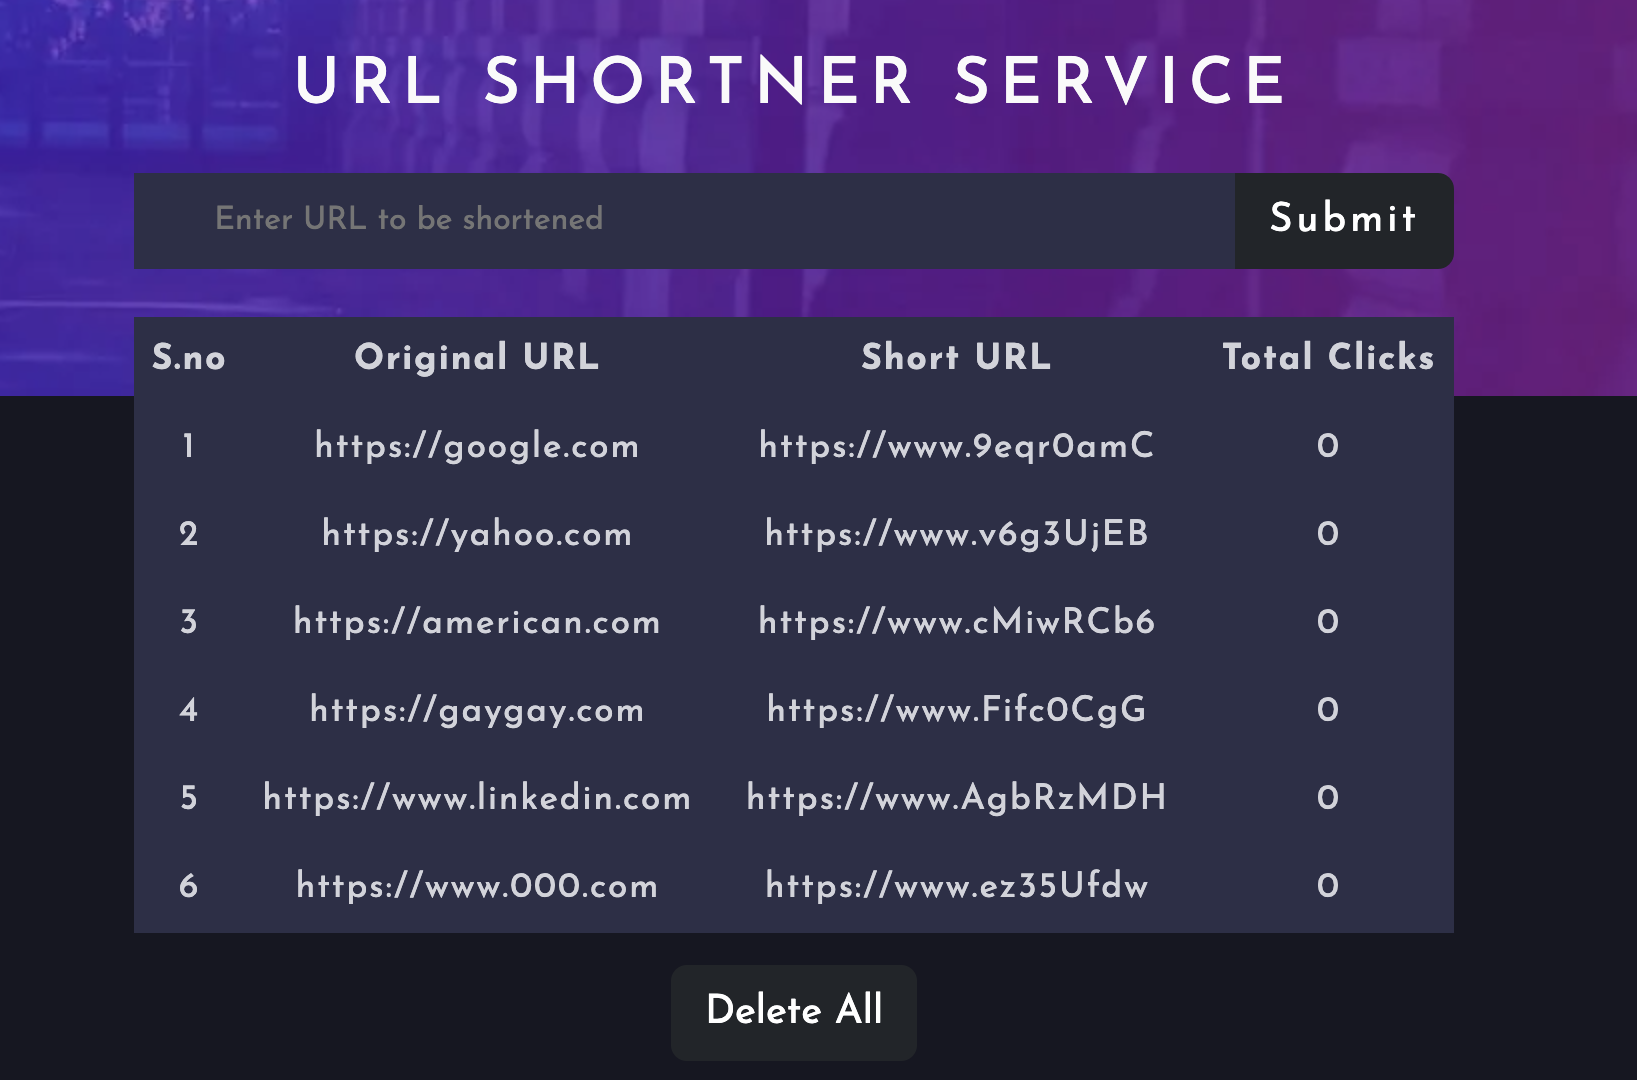 URL SHORTNER SERVICE
Enter URL to be shortened Submit
S.no Original URL Short URL Total Clicks
1 https://google.com https://www.9eqr0amC 0
2 https://yahoo.com https://www.v6g3UjEB 0
3 https://american.com https://www.cMiwRCb6 0
4 https://gaygay.com https://www.Fifc0CgG 0
5 https://www.linkedin.com https://www.AgbRzMDH 0
6 https://www.000.com https://www.ez35Ufdw 0
Delete All